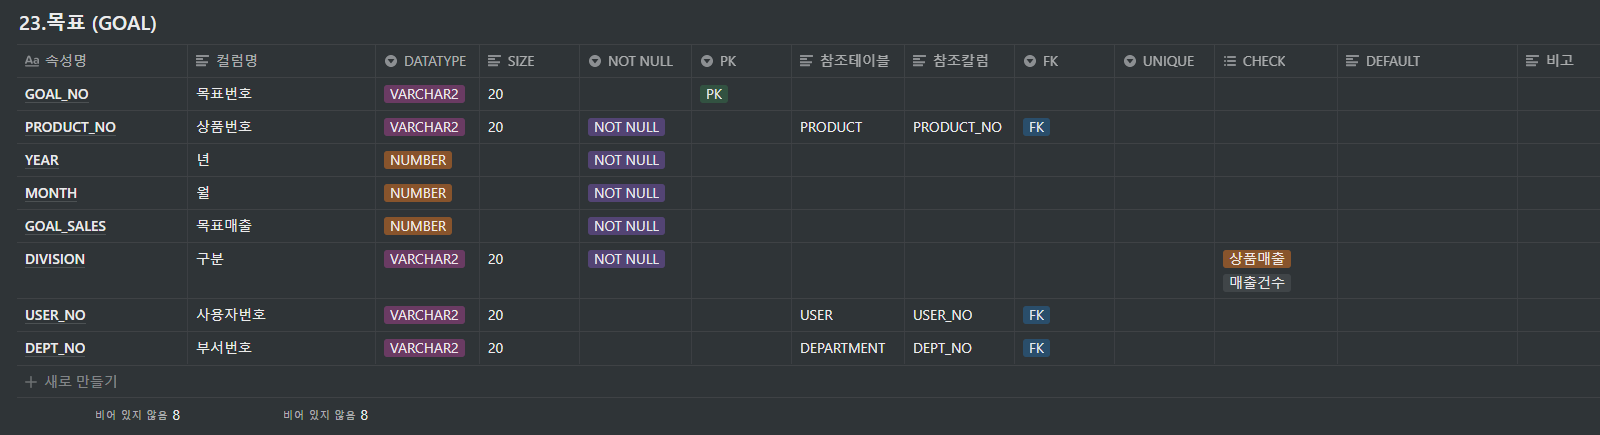 23.목표 (GOAL)
Aa 속성명 컬럼명 DATATYPE SIZE NOT NULL PK 참조테이블 참조칼럼 FK UNIQUE CHECK DEFAULT 비고
GOAL_NO 목표번호 VARCHAR2 20 PK
PRODUCT_NO 상품번호 VARCHAR2 20 NOT NULL PRODUCT PRODUCT_NO FK
YEAR 년 NUMBER NOT NULL
MONTH 월 NUMBER NOT NULL
GOAL_SALES 목표매출 NUMBER NOT NULL
DIVISION 구분 VARCHAR2 20 NOT NULL 상품매출
매출건수
USER_NO 사용자번호 VARCHAR2 20 USER USER_NO FK
DEPT_NO 부서번호 VARCHAR2 20 DEPARTMENT DEPT_NO FK
+ 새로 만들기
비어 있지 않음 8 비어 있지 않음 8